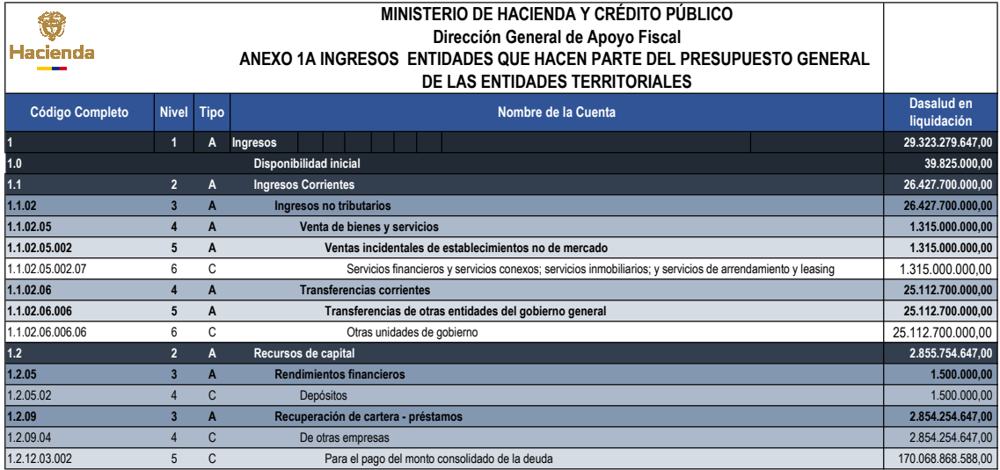 Hacienda
MINISTERIO DE HACIENDA Y CRÉDITO PÚBLICO
Dirección General de Apoyo Fiscal
ANEXO 1A INGRESOS ENTIDADES QUE HACEN PARTE DEL PRESUPUESTO GENERAL
DE LAS ENTIDADES TERRITORIALES
Código Completo Nivel Tipo Nombre de la Cuenta Dasalud en liquidación
1 1 A Ingresos 29.323.279.647,00
1.0 Disponibilidad inicial 39.825.000,00
1.1 2 A Ingresos Corrientes 26.427.700.000,00
1.1.02 3 A Ingresos no tributarios 26.427.700.000,00
1.1.02.05 4 A Venta de bienes y servicios 1.315.000.000,00
1.1.02.05.002 5 A Ventas incidentales de establecimientos no de mercado 1.315.000.000,00
1.1.02.05.002.07 6 C Servicios financieros y servicios conexos; servicios inmobiliarios; y servicios de arrendamiento y leasing 1.315.000.000,00
1.1.02.06 4 A Transferencias corrientes 25.112.700.000,00
1.1.02.06.006 5 A Transferencias de otras entidades del gobierno general 25.112.700.000,00
1.1.02.06.006.06 6 C Otras unidades de gobierno 25.112.700.000,00
1.2 2 A Recursos de capital 2.855.754.647,00
1.2.05 3 A Rendimientos financieros 1.500.000,00
1.2.05.02 4 C Depósitos 1.500.000,00
1.2.09 3 A Recuperación de cartera - préstamos 2.854.254.647,00
1.2.09.04 4 C De otras empresas 2.854.254.647,00
1.2.12.03.002 5 C Para el pago del monto consolidado de la deuda 170.068.868.588,00